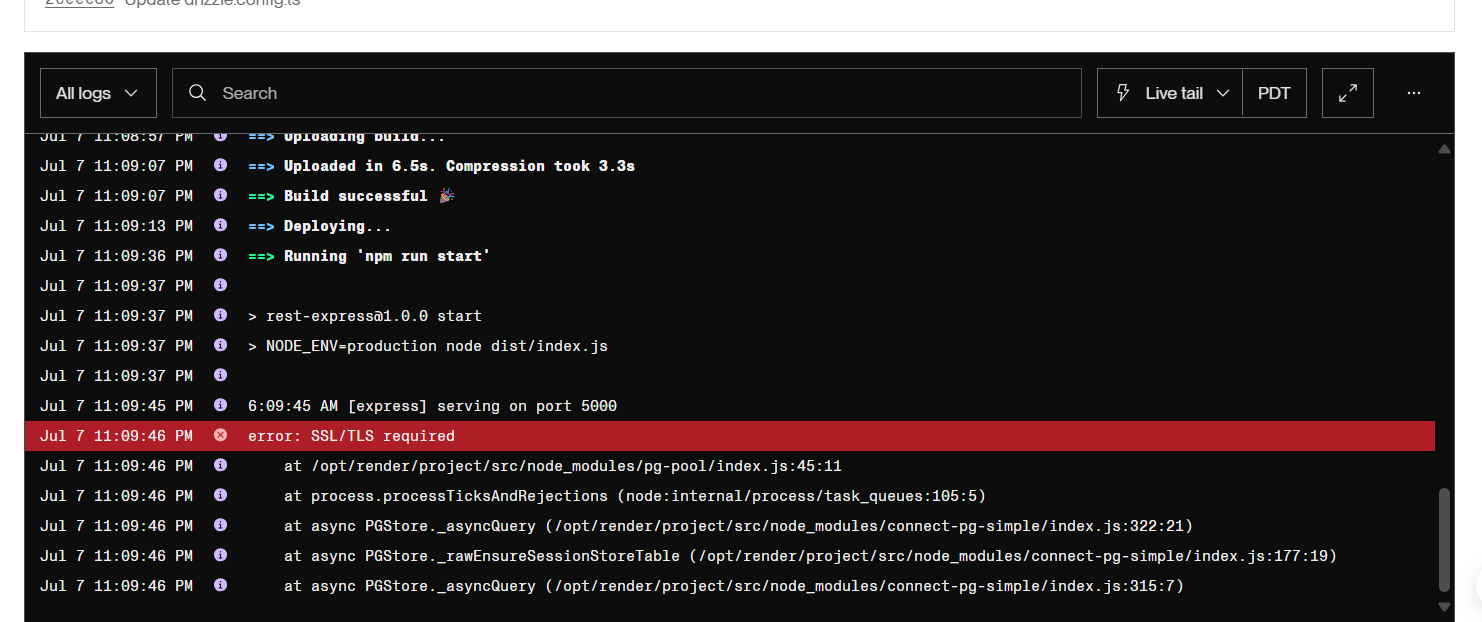 2eeee80 Update drizzle.config.ts
All logs
Search
Live tail
PDT
Jul 7 11:08:57 PM ==> Uploading build...
Jul 7 11:09:07 PM ==> Uploaded in 6.5s. Compression took 3.3s
Jul 7 11:09:07 PM ==> Build successful 🎉
Jul 7 11:09:13 PM ==> Deploying...
Jul 7 11:09:36 PM ==> Running 'npm run start'
Jul 7 11:09:37 PM
Jul 7 11:09:37 PM > rest-express@1.0.0 start
Jul 7 11:09:37 PM > NODE_ENV=production node dist/index.js
Jul 7 11:09:37 PM
Jul 7 11:09:45 PM 6:09:45 AM [express] serving on port 5000
Jul 7 11:09:46 PM error: SSL/TLS required
Jul 7 11:09:46 PM at /opt/render/project/src/node_modules/pg-pool/index.js:45:11
Jul 7 11:09:46 PM at process.processTicksAndRejections (node:internal/process/task_queues:105:5)
Jul 7 11:09:46 PM at async PGStore._asyncQuery (/opt/render/project/src/node_modules/connect-pg-simple/index.js:322:21)
Jul 7 11:09:46 PM at async PGStore._rawEnsureSessionStoreTable (/opt/render/project/src/node_modules/connect-pg-simple/index.js:177:19)
Jul 7 11:09:46 PM at async PGStore._asyncQuery (/opt/render/project/src/node_modules/connect-pg-simple/index.js:315:7)